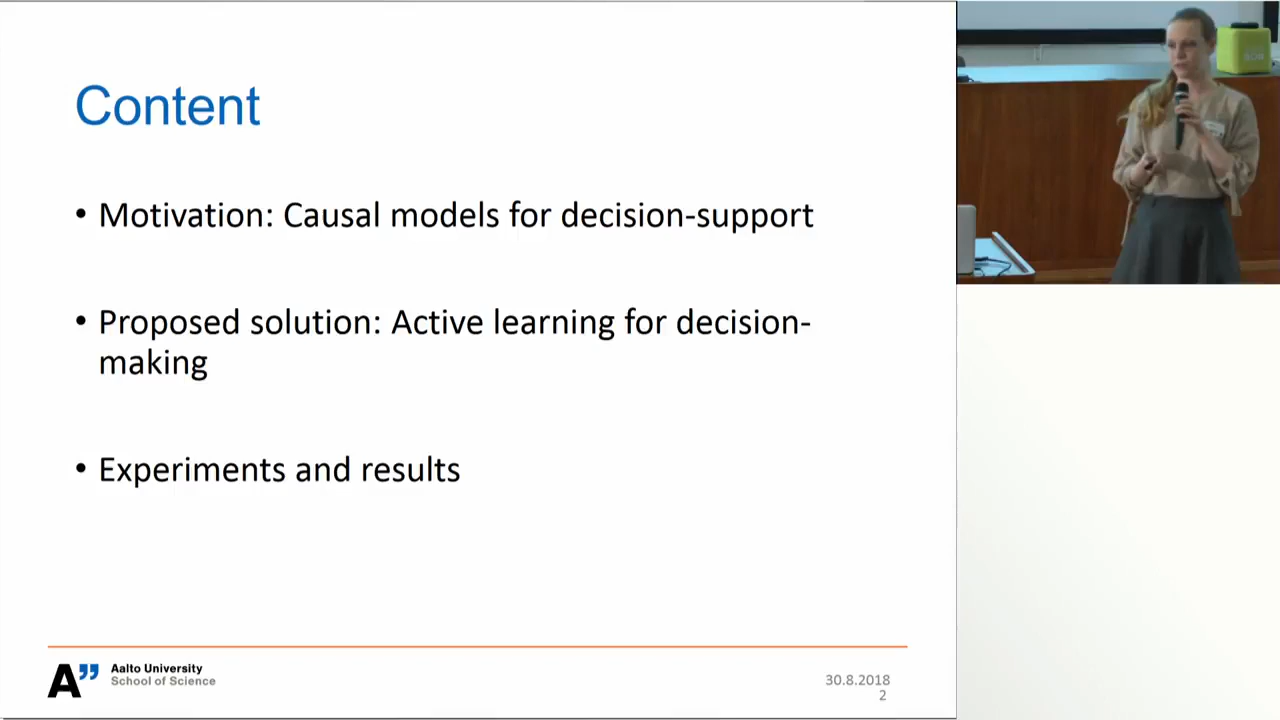 Content
• Motivation: Causal models for decision-support
• Proposed solution: Active learning for decision-
making
• Experiments and results
A”
Aalto University
School of Science
30.8.2018
2